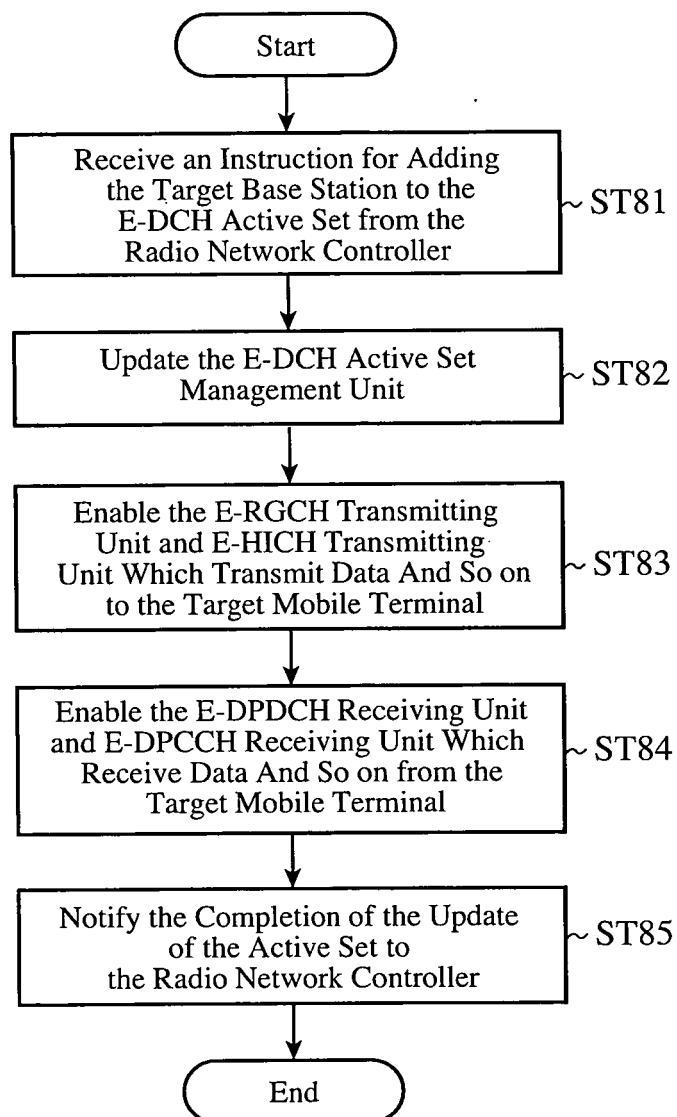 Start
Receive an Instruction for Adding
the Target Base Station to the
E-DCH Active Set from the
Radio Network Controller
ST81
Update the E-DCH Active Set
Management Unit
ST82
Enable the E-RGCH Transmitting
Unit and E-HICH Transmitting
Unit Which Transmit Data And So on
to the Target Mobile Terminal
ST83
Enable the E-DPDCH Receiving Unit
and E-DPCCH Receiving Unit Which
Receive Data And So on from the
Target Mobile Terminal
ST84
Notify the Completion of the Update
of the Active Set to
the Radio Network Controller
ST85
End